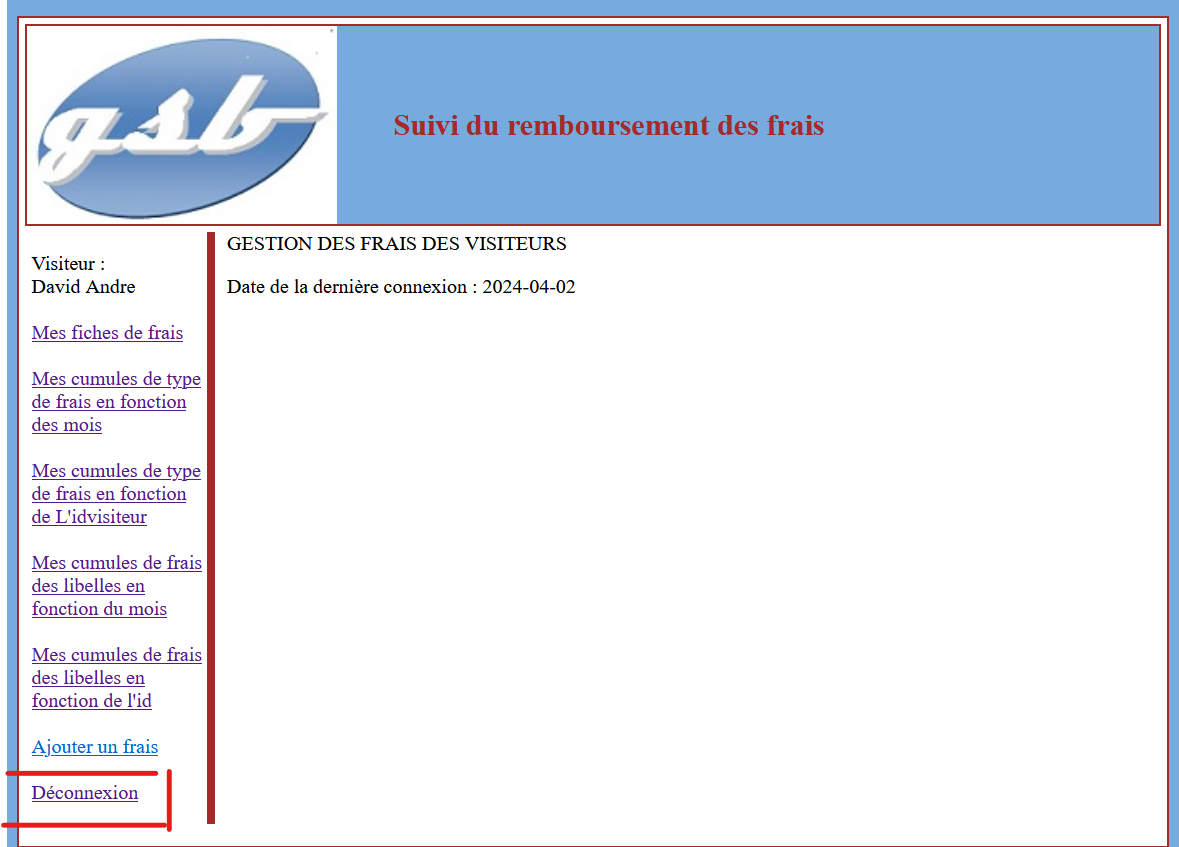 gsb
Suivi du remboursement des frais
GESTION DES FRAIS DES VISITEURS
Date de la dernière connexion : 2024-04-02
Visiteur :
David Andre
Mes fiches de frais
Mes cumules de type
de frais en fonction
des mois
Mes cumules de type
de frais en fonction
de L'idvisiteur
Mes cumules de frais
des libelles en
fonction du mois
Mes cumules de frais
des libelles en
fonction de l'id
Ajouter un frais
Déconnexion